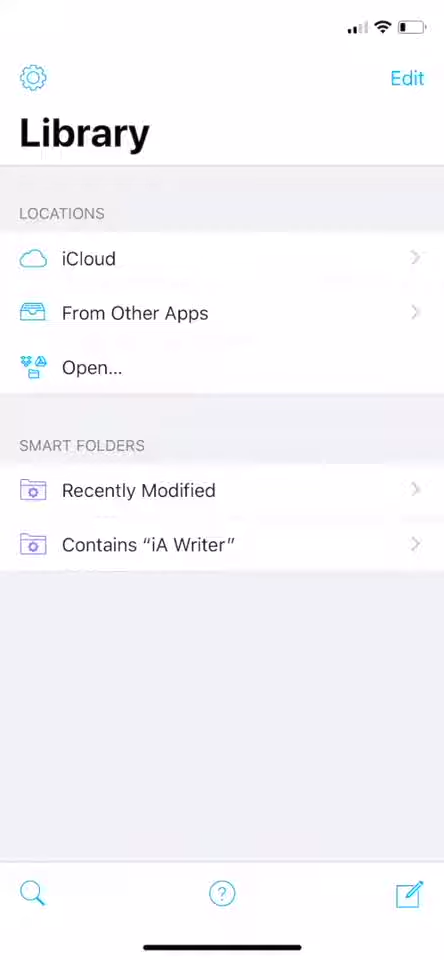 Edit
Library
LOCATIONS
iCloud
From Other Apps
Open...
SMART FOLDERS
Recently Modified
Contains “iA Writer”
?